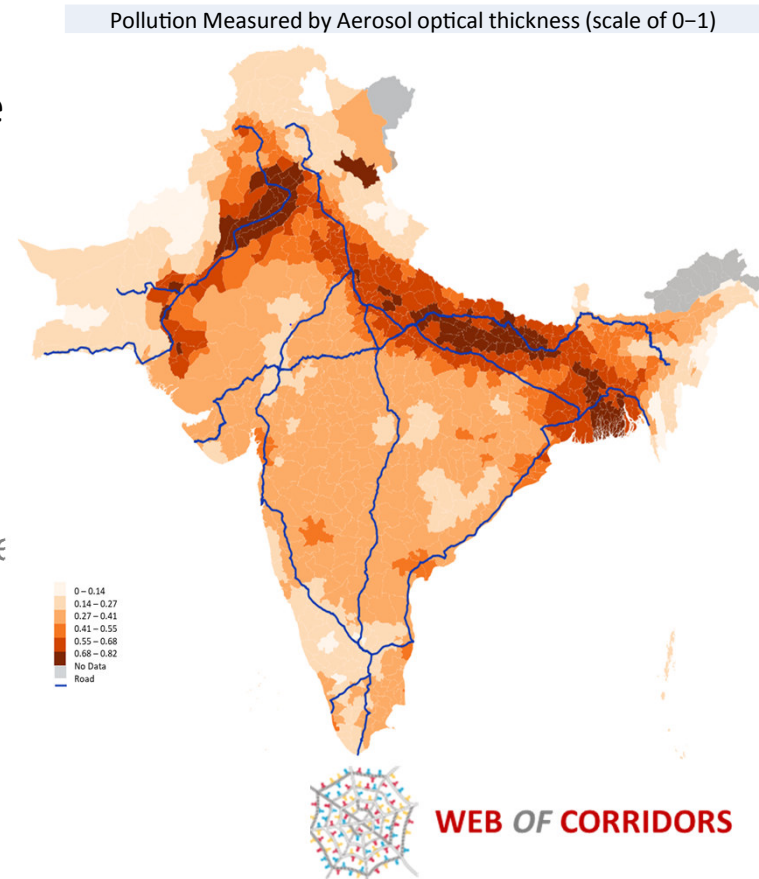 Pollution Measured by Aerosol optical thickness (scale of 0−1)
e
0 – 0.14
0.14 – 0.27
0.27 – 0.41
0.41 – 0.55
0.55 – 0.68
0.68 – 0.82
No Data
Road
WEB OF CORRIDORS